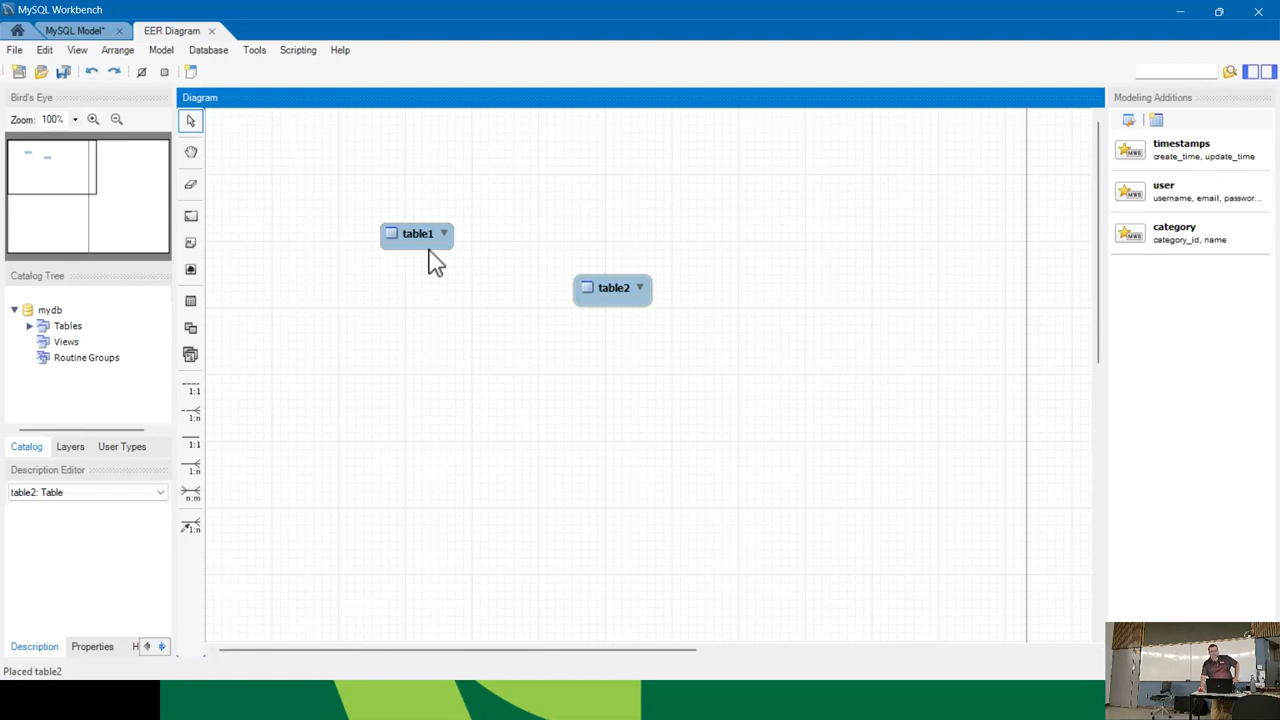 MySQL Workbench
MySQL Model*
EER Diagram
File Edit View Arrange Model Database Tools Scripting Help
Bird's Eye
Zoom: 100%
Diagram
Modeling Additions
timestamps
create_time, update_time
user
username, email, passwor...
category
category_id, name
table1
table2
Catalog Tree
mydb
Tables
Views
Routine Groups
1:1
1:n
1:1
1:n
n:m
1:n
Catalog Layers User Types
Description Editor
table2: Table
Description Properties H
Placed table2